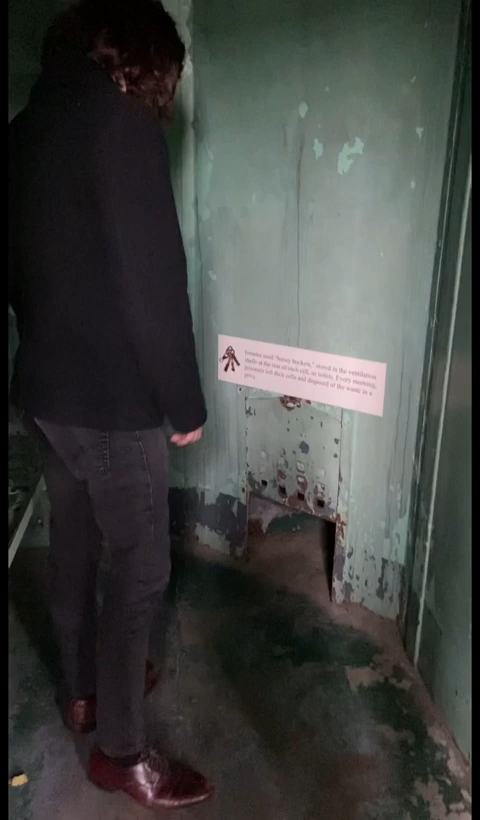 Inmates used "honey buckets," stored in the ventilation
shafts at the rear of each cell, as toilets. Every morning,
prisoners left their cells and disposed of the waste in a
privy.